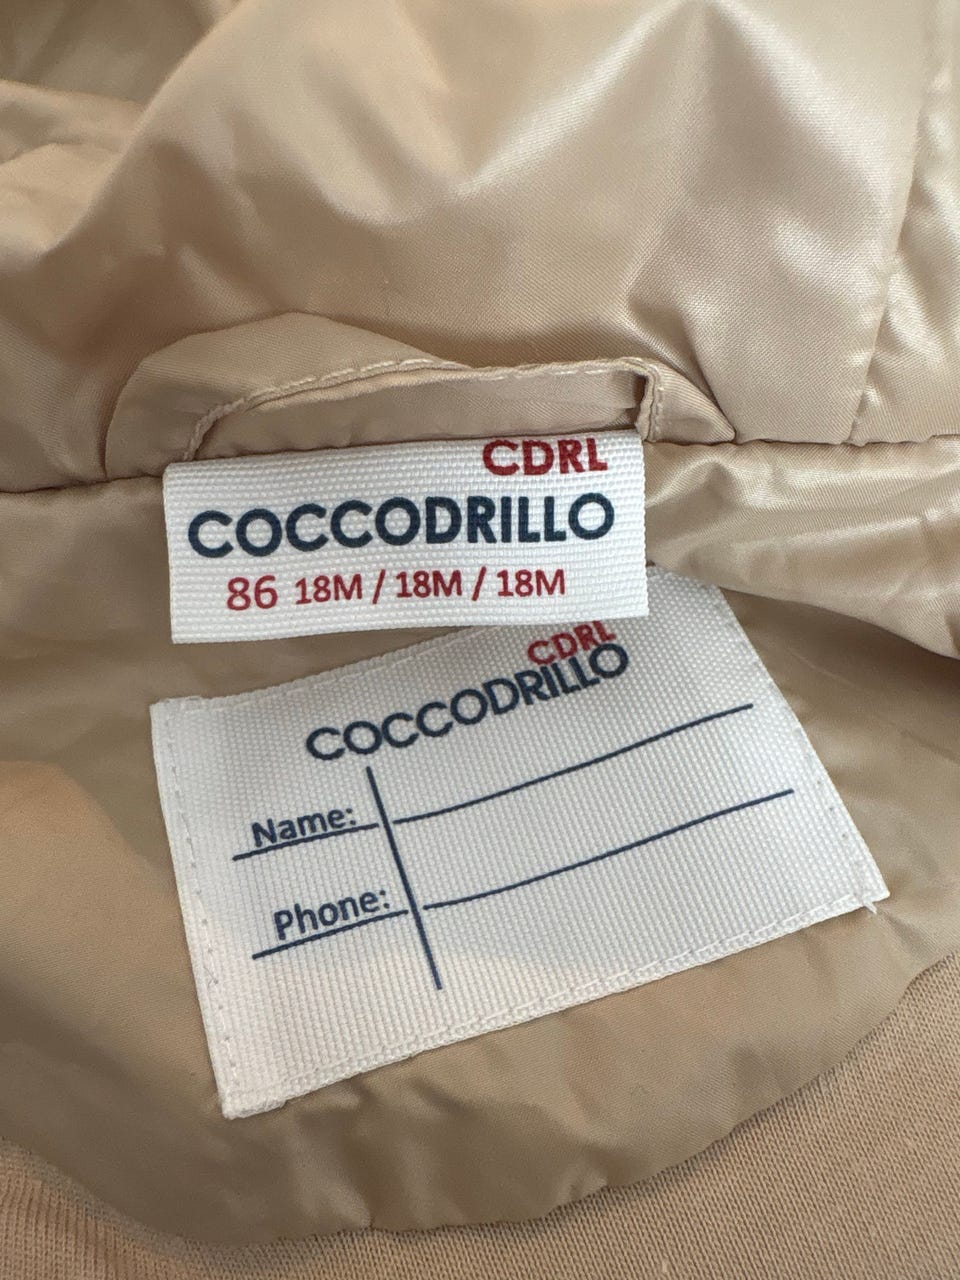 CDRL
COCCODRILLO
86 18M / 18M / 18M
CDRL
COCCODRILLO
Name:
Phone: